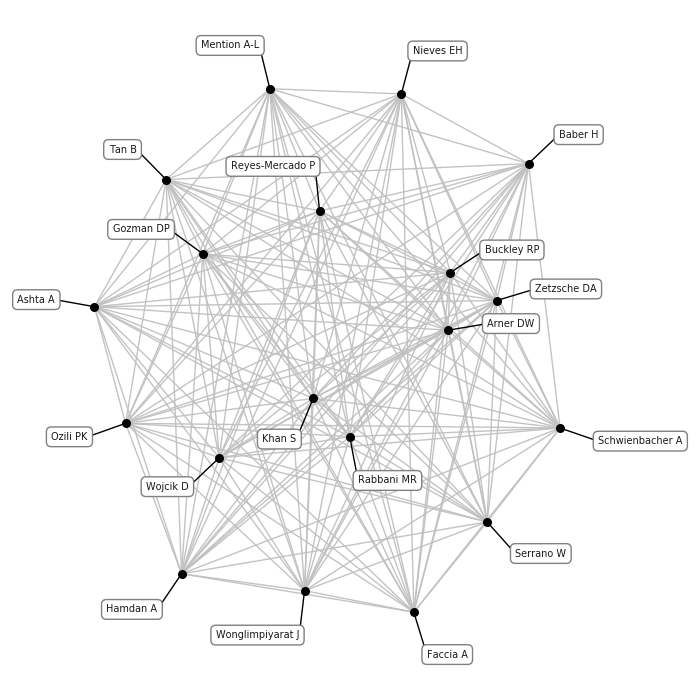 Mention A-L
Nieves EH
Baber H
Tan B
Reyes-Mercado P
Gozman DP
Buckley RP
Zetzsche DA
Ashta A
Arner DW
Ozili PK
Khan S
Schwienbacher A
Wojcik D
Rabbani MR
Serrano W
Hamdan A
Wonglimpiyarat J
Faccia A